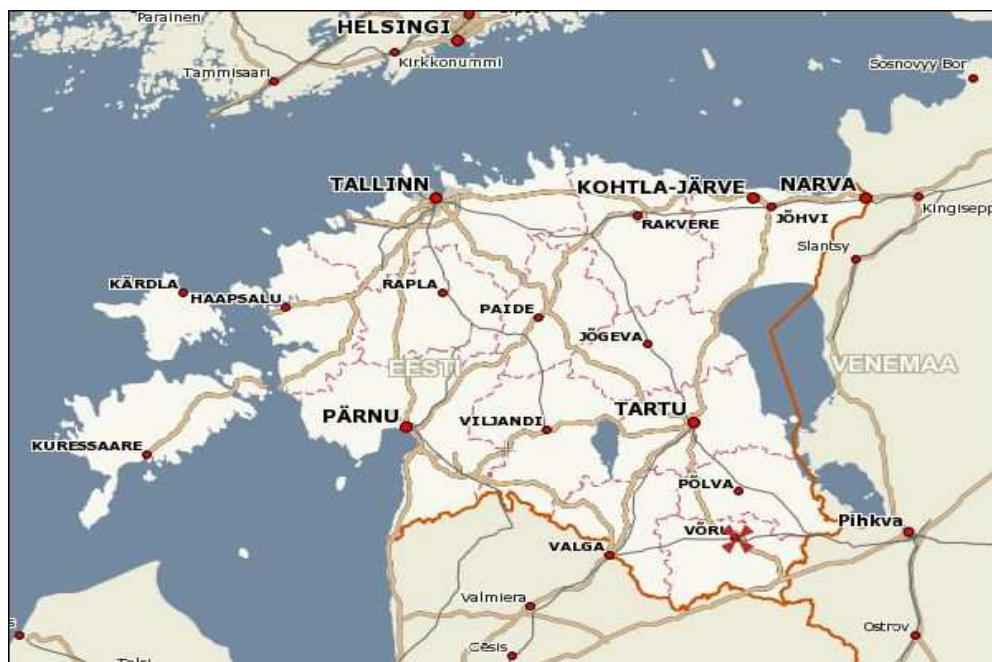 Parainen
HELSINGI
Kirkkonummi
Tammisaari
Sosnovyy Bor
TALLINN
KOHTLA-JÄRVE
NARVA
Kingisepp
RAKVERE
JÕHVI
Slantsy
KÄRDLA
HAAPSALU
RAPLA
PAIDE
JÕGEVA
EESTI
VENEMAA
PÄRNU
VILJANDI
TARTU
KURESSAARE
PÕLVA
VÕRU
Pihkva
VALGA
Valmiera
Cēsis
Ostrov